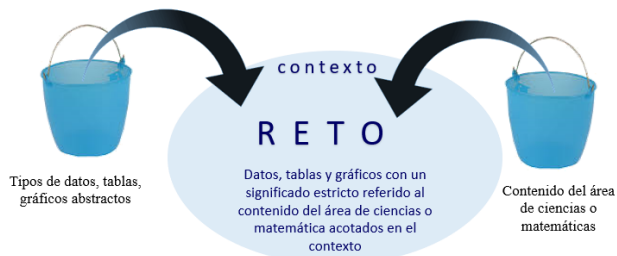 contexto
RETO
Datos, tablas y gráficos con un
significado estricto referido al
contenido del área de ciencias o
matemática acotados en el
contexto
Tipos de datos, tablas,
gráficos abstractos
Contenido del área
de ciencias o
matemáticas